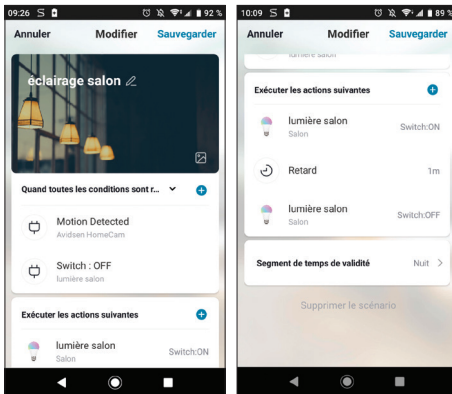 09:26
92 %
Annuler Modifier Sauvegarder
éclairage salon
Quand toutes les conditions sont r...
Motion Detected
Avidsen HomeCam
Switch : OFF
lumière salon
Exécuter les actions suivantes
lumière salon
Salon
Switch:ON
10:09
89 %
Annuler Modifier Sauvegarder
lumière salon
Exécuter les actions suivantes
lumière salon
Salon
Switch:ON
Retard
1m
lumière salon
Salon
Switch:OFF
Segment de temps de validité
Nuit
Supprimer le scénario